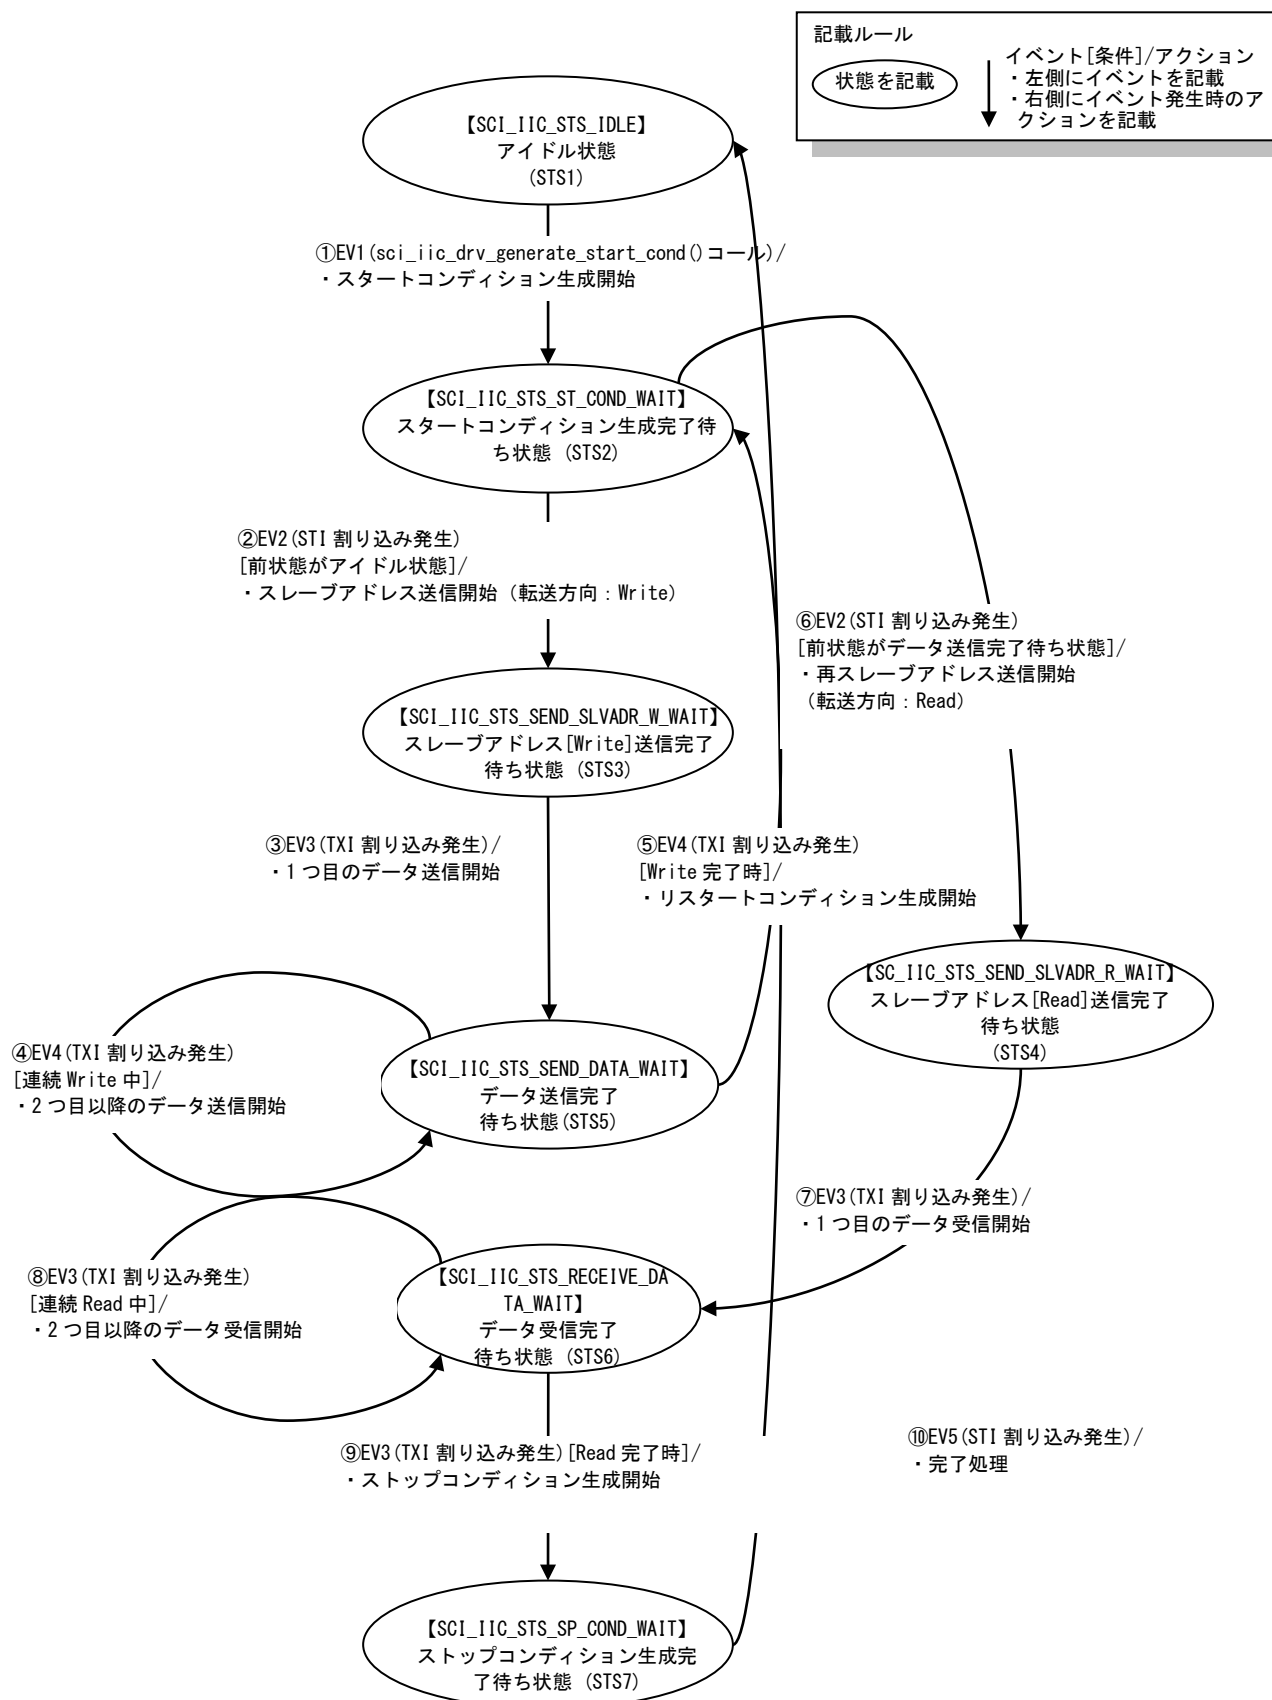 記載ルール
状態を記載
イベント[条件]/アクション
・左側にイベントを記載
・右側にイベント発生時のア
クションを記載
【SCI_IIC_STS_IDLE】
アイドル状態
(STS1)
①EV1(sci_iic_drv_generate_start_cond()コール)/
・スタートコンディション生成開始
【SCI_IIC_STS_ST_COND_WAIT】
スタートコンディション生成完了待
ち状態 (STS2)
②EV2(STI 割り込み発生)
[前状態がアイドル状態]/
・スレーブアドレス送信開始（転送方向：Write）
⑥EV2(STI 割り込み発生)
[前状態がデータ送信完了待ち状態]/
・再スレーブアドレス送信開始
（転送方向：Read）
【SCI_IIC_STS_SEND_SLVADR_W_WAIT】
スレーブアドレス[Write]送信完了
待ち状態 (STS3)
③EV3(TXI 割り込み発生)/
・1 つ目のデータ送信開始
⑤EV4(TXI 割り込み発生)
[Write 完了時]/
・リスタートコンディション生成開始
【SC_IIC_STS_SEND_SLVADR_R_WAIT】
スレーブアドレス[Read]送信完了
待ち状態
(STS4)
④EV4(TXI 割り込み発生)
[連続 Write 中]/
・2 つ目以降のデータ送信開始
【SCI_IIC_STS_SEND_DATA_WAIT】
データ送信完了
待ち状態(STS5)
⑦EV3(TXI 割り込み発生)/
・1 つ目のデータ受信開始
⑧EV3(TXI 割り込み発生)
[連続 Read 中]/
・2 つ目以降のデータ受信開始
【SCI_IIC_STS_RECEIVE_DA
TA_WAIT】
データ受信完了
待ち状態 (STS6)
⑨EV3(TXI 割り込み発生)[Read 完了時]/
・ストップコンディション生成開始
⑩EV5(STI 割り込み発生)/
・完了処理
【SCI_IIC_STS_SP_COND_WAIT】
ストップコンディション生成完
了待ち状態 (STS7)